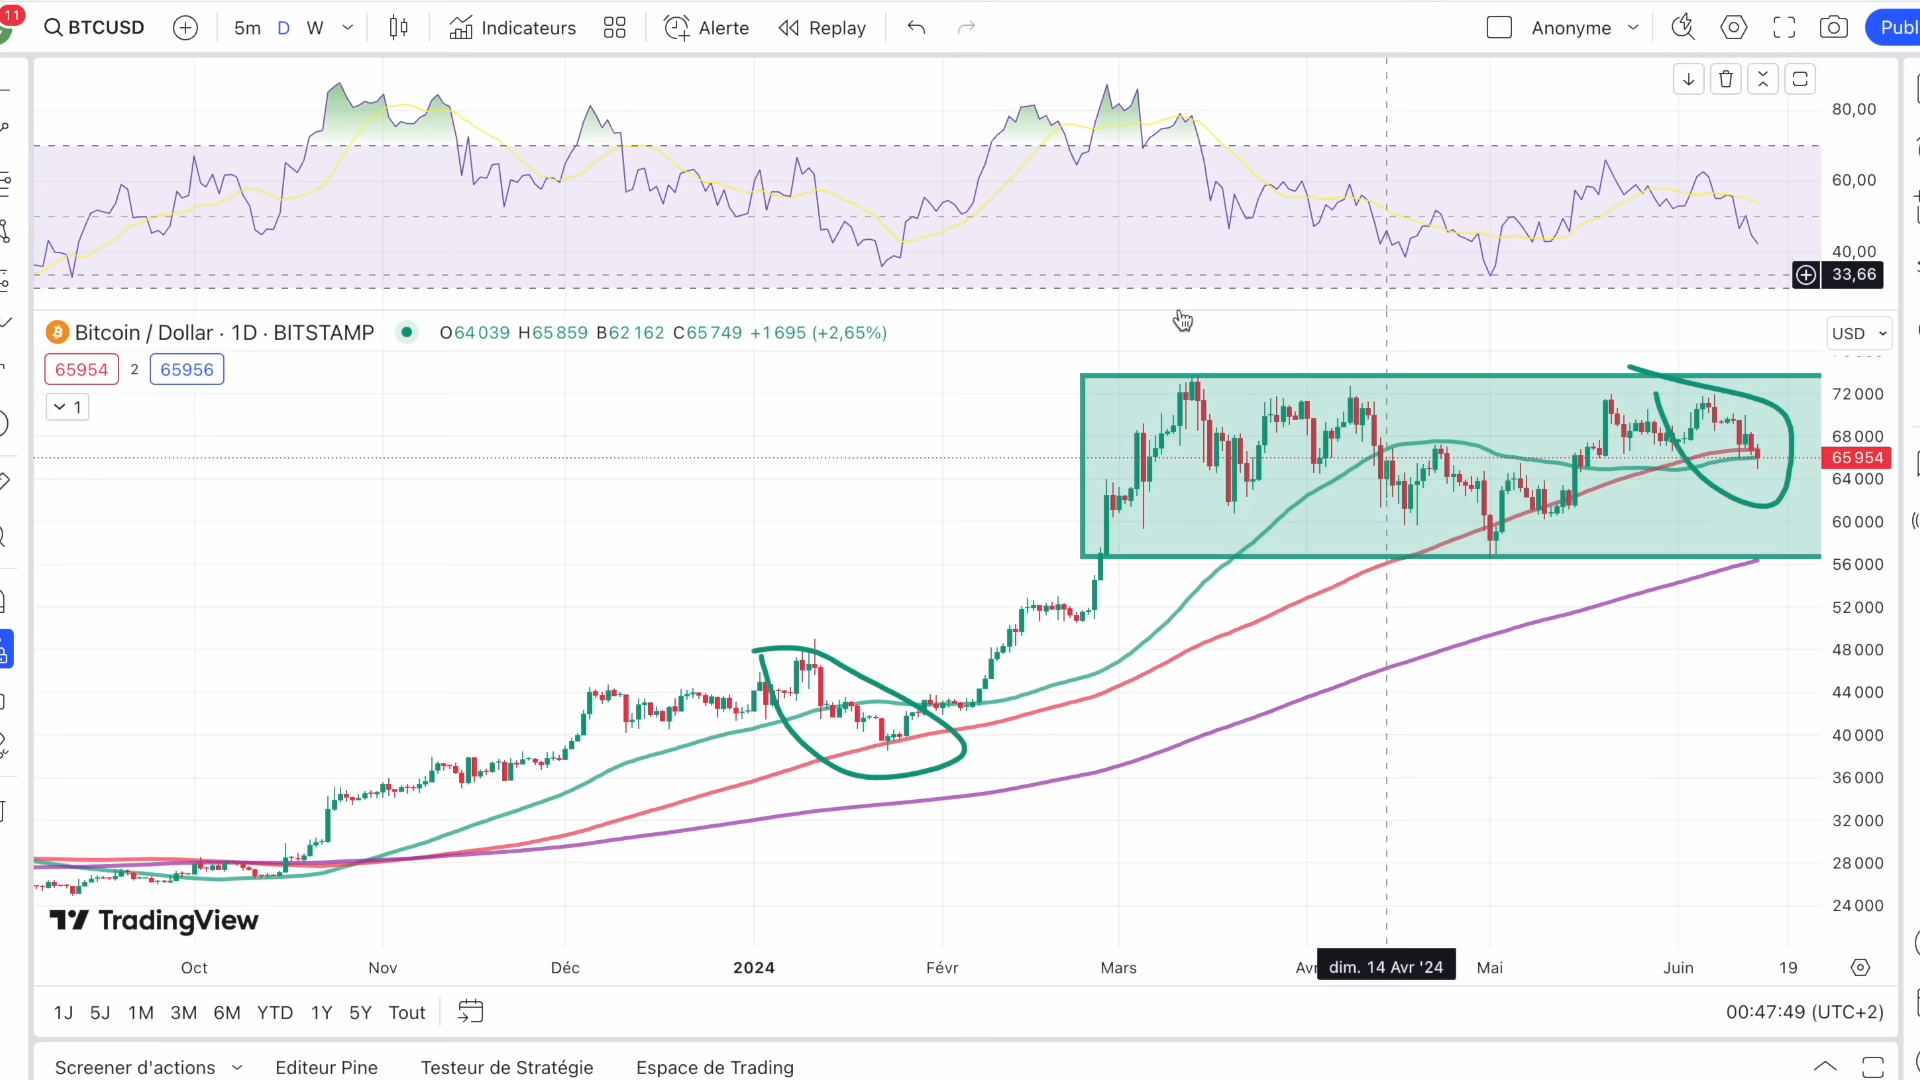 11
BTCUSD
5m D W
Indicateurs
Alerte
Replay
Anonyme
Publ
80,00
60,00
40,00
33,66
Bitcoin / Dollar · 1D · BITSTAMP
O64 039 H65 859 B62 162 C65 749 +1 695 (+2,65%)
USD
65954 2 65956
1
72 000
68 000
65 954
64 000
60 000
56 000
52 000
48 000
44 000
40 000
36 000
32 000
28 000
24 000
TradingView
Oct Nov Déc 2024 Févr Mars Avr dim. 14 Avr '24 Mai Juin 19
1J 5J 1M 3M 6M YTD 1Y 5Y Tout
00:47:49 (UTC+2)
Screener d'actions Editeur Pine Testeur de Stratégie Espace de Trading